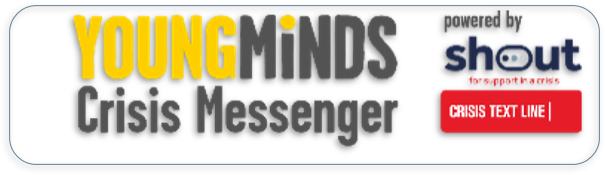 YOUNGMiNDS
Crisis Messenger
powered by
shout
for support in a crisis
CRISIS TEXT LINE|